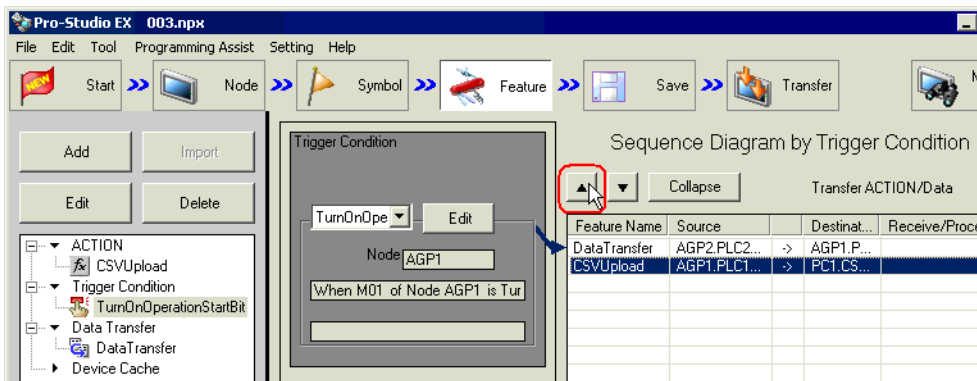 Pro-Studio EX 003.npx
File Edit Tool Programming Assist Setting Help
NEW Start Node Symbol Feature Save Transfer
Add Import
Edit Delete
ACTION
fx CSVUpload
Trigger Condition
TurnOnOperationStartBit
Data Transfer
DataTransfer
Device Cache
Trigger Condition
TurnOnOpe Edit
Node AGP1
When M01 of Node AGP1 is Tur
Sequence Diagram by Trigger Condition
Collapse Transfer ACTION/Data
Feature Name Source Destinat... Receive/Proce
DataTransfer AGP2.PLC2... -> AGP1.P...
CSVUpload AGP1.PLC1... -> PC1.CS...